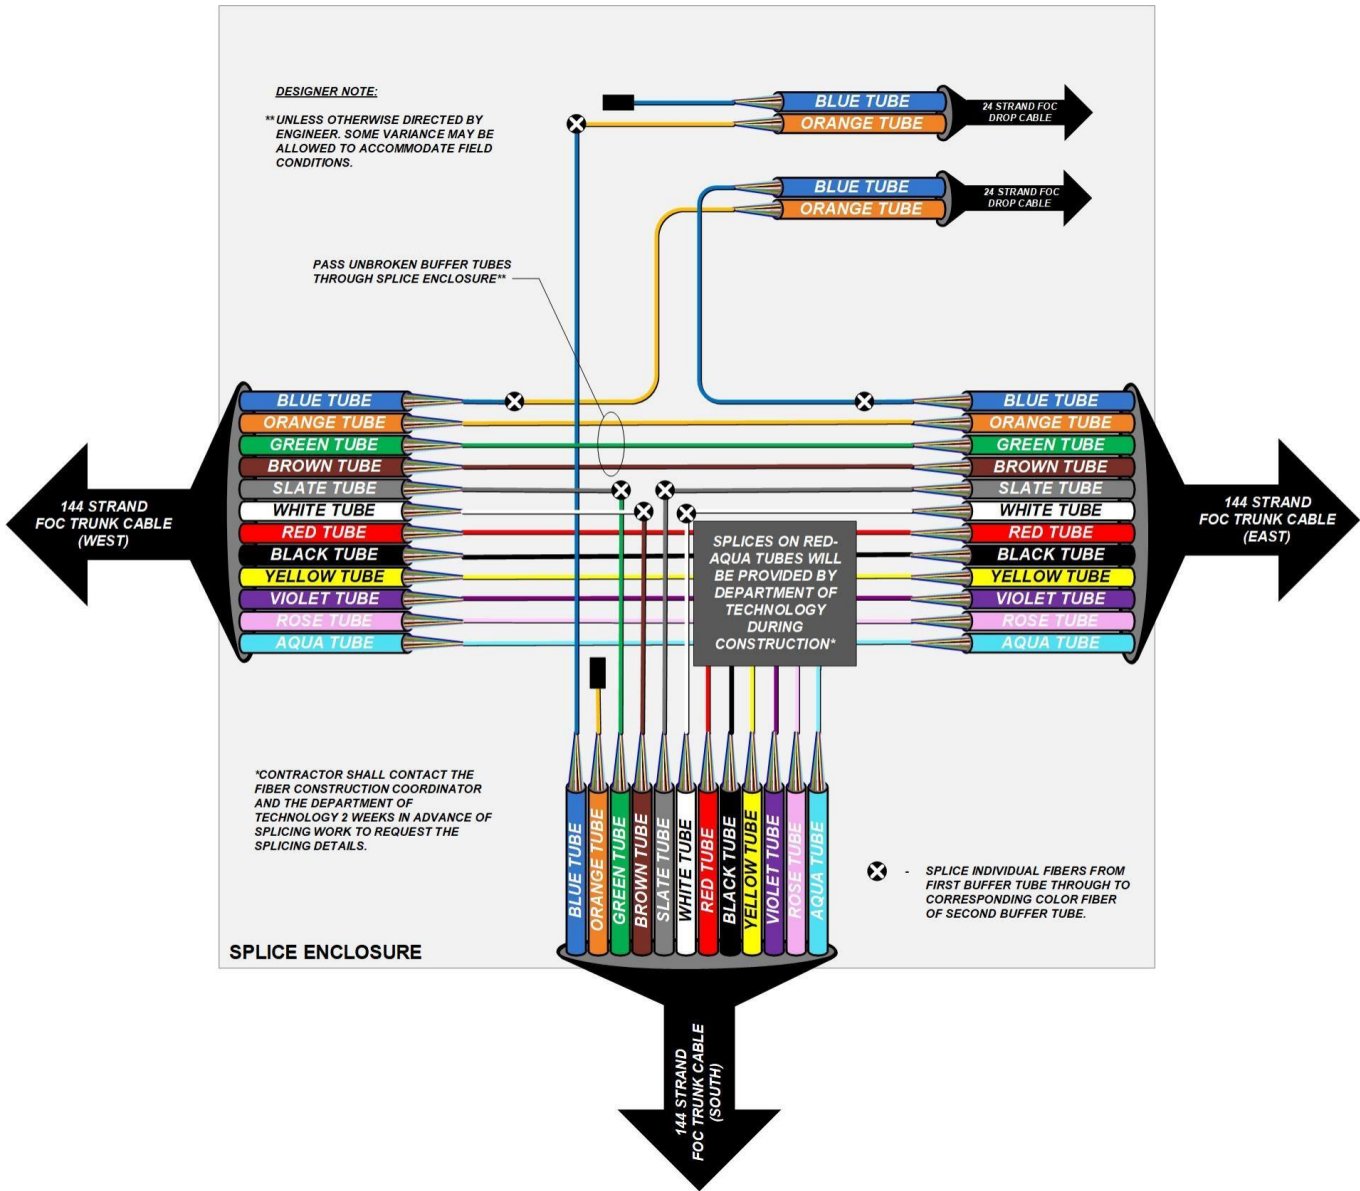 DESIGNER NOTE:
**UNLESS OTHERWISE DIRECTED BY
ENGINEER. SOME VARIANCE MAY BE
ALLOWED TO ACCOMMODATE FIELD
CONDITIONS.
BLUE TUBE
ORANGE TUBE
24 STRAND FOC
DROP CABLE
BLUE TUBE
ORANGE TUBE
24 STRAND FOC
DROP CABLE
PASS UNBROKEN BUFFER TUBES
THROUGH SPLICE ENCLOSURE**
144 STRAND
FOC TRUNK CABLE
(WEST)
BLUE TUBE
ORANGE TUBE
GREEN TUBE
BROWN TUBE
SLATE TUBE
WHITE TUBE
RED TUBE
BLACK TUBE
YELLOW TUBE
VIOLET TUBE
ROSE TUBE
AQUA TUBE
BLUE TUBE
ORANGE TUBE
GREEN TUBE
BROWN TUBE
SLATE TUBE
WHITE TUBE
RED TUBE
BLACK TUBE
YELLOW TUBE
VIOLET TUBE
ROSE TUBE
AQUA TUBE
144 STRAND
FOC TRUNK CABLE
(EAST)
SPLICES ON RED-
AQUA TUBES WILL
BE PROVIDED BY
DEPARTMENT OF
TECHNOLOGY
DURING
CONSTRUCTION*
*CONTRACTOR SHALL CONTACT THE
FIBER CONSTRUCTION COORDINATOR
AND THE DEPARTMENT OF
TECHNOLOGY 2 WEEKS IN ADVANCE OF
SPLICING WORK TO REQUEST THE
SPLICING DETAILS.
BLUE TUBE
ORANGE TUBE
GREEN TUBE
BROWN TUBE
SLATE TUBE
WHITE TUBE
RED TUBE
BLACK TUBE
YELLOW TUBE
VIOLET TUBE
ROSE TUBE
AQUA TUBE
- SPLICE INDIVIDUAL FIBERS FROM
FIRST BUFFER TUBE THROUGH TO
CORRESPONDING COLOR FIBER
OF SECOND BUFFER TUBE.
SPLICE ENCLOSURE
144 STRAND
FOC TRUNK CABLE
(SOUTH)